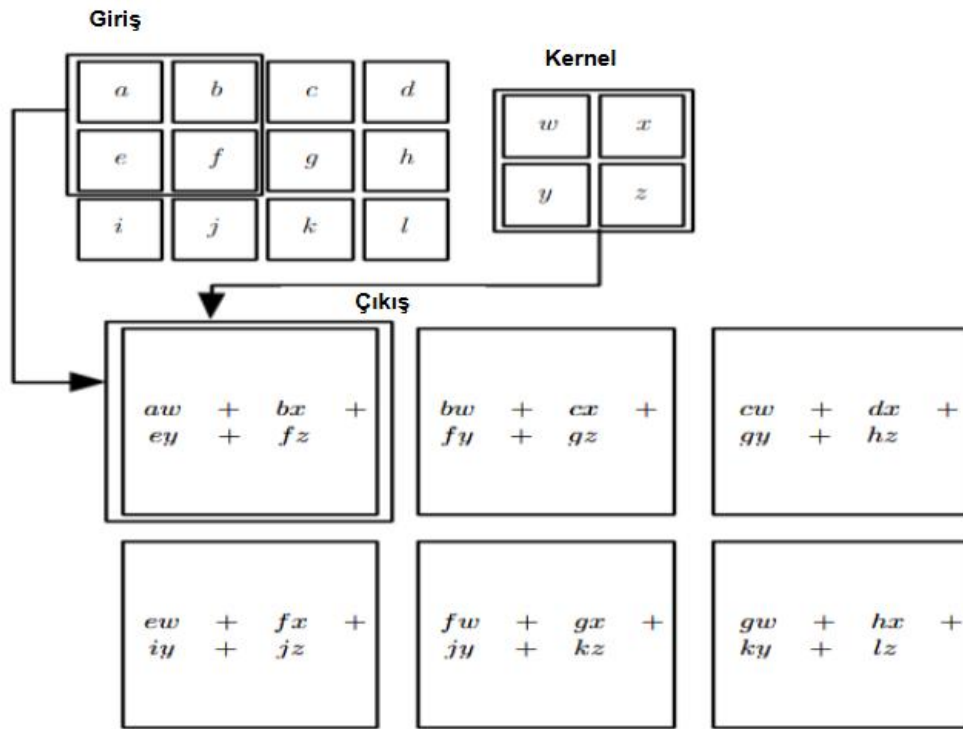 Giriş
Kernel
a b c d
w x
e f g h
y z
i j k l
Çıkış
aw + bx +
ey + fz
bw + cx +
fy + gz
cw + dx +
gy + hz
ew + fx +
iy + jz
fw + gx +
jy + kz
gw + hx +
ky + lz